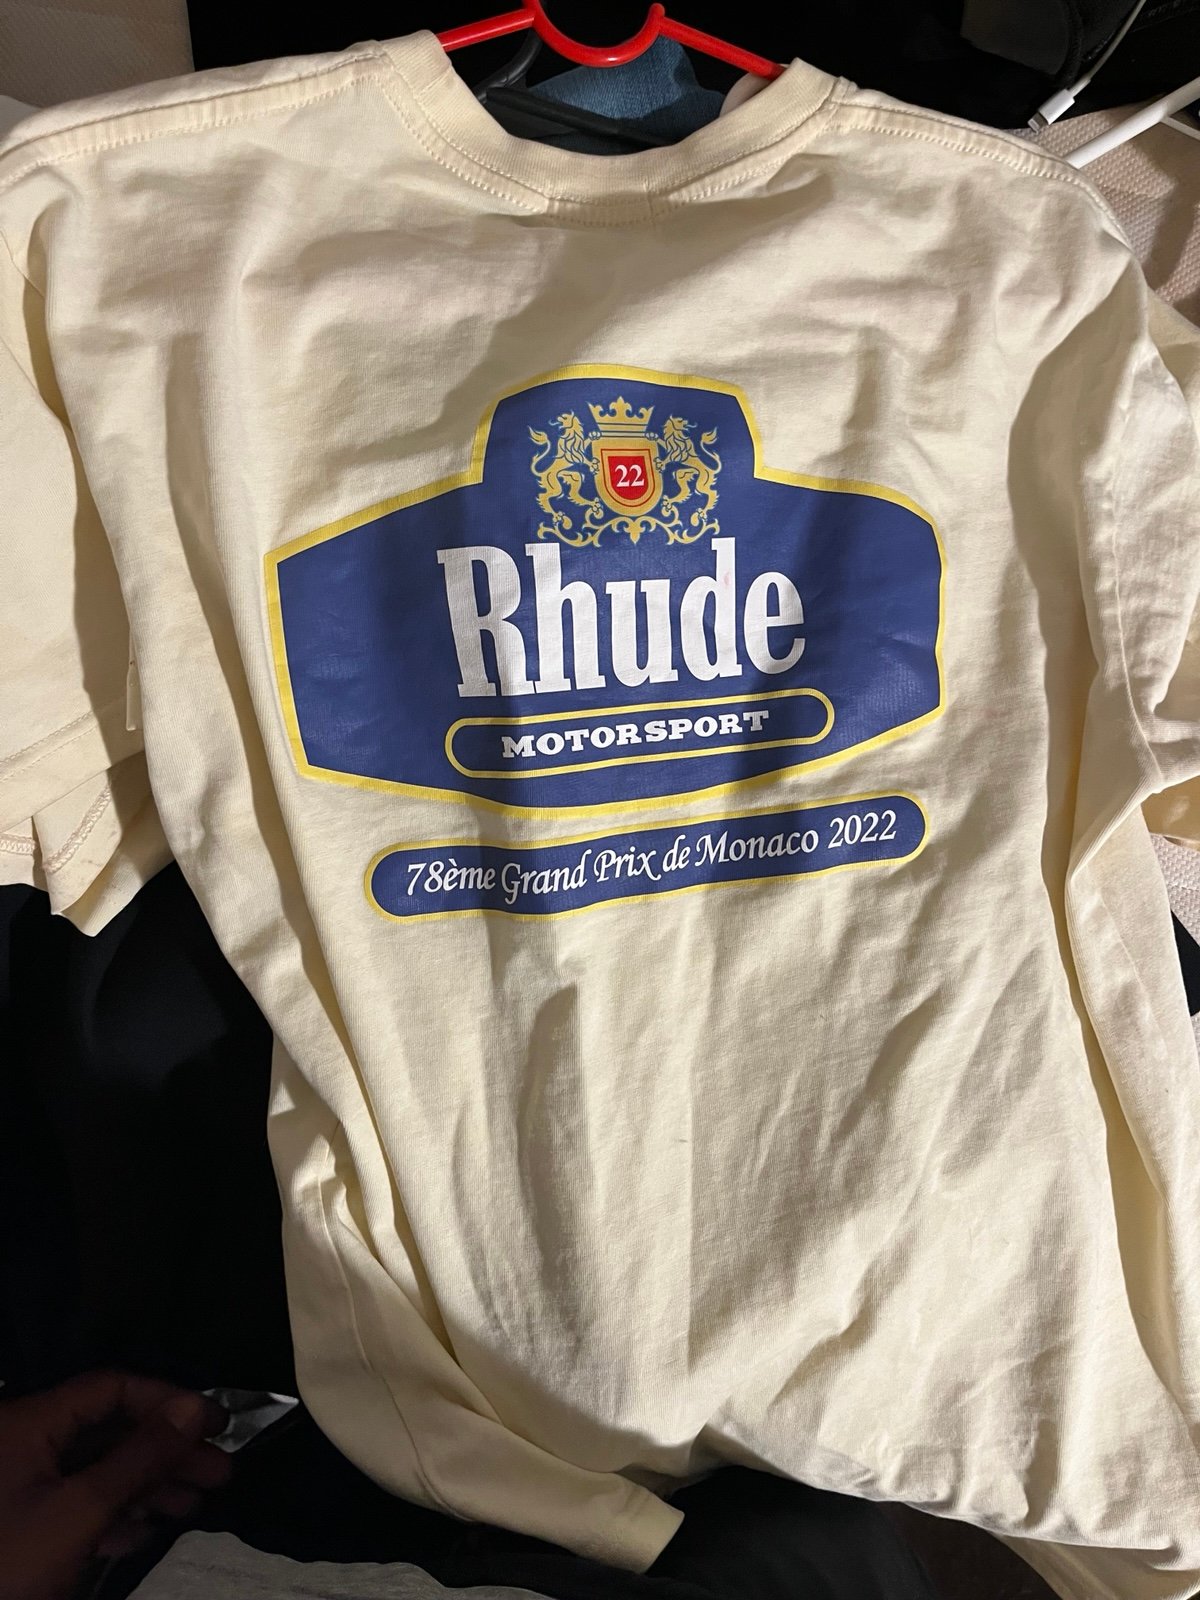 22
Rhude
MOTORSPORT
78ème Grand Prix de Monaco 2022